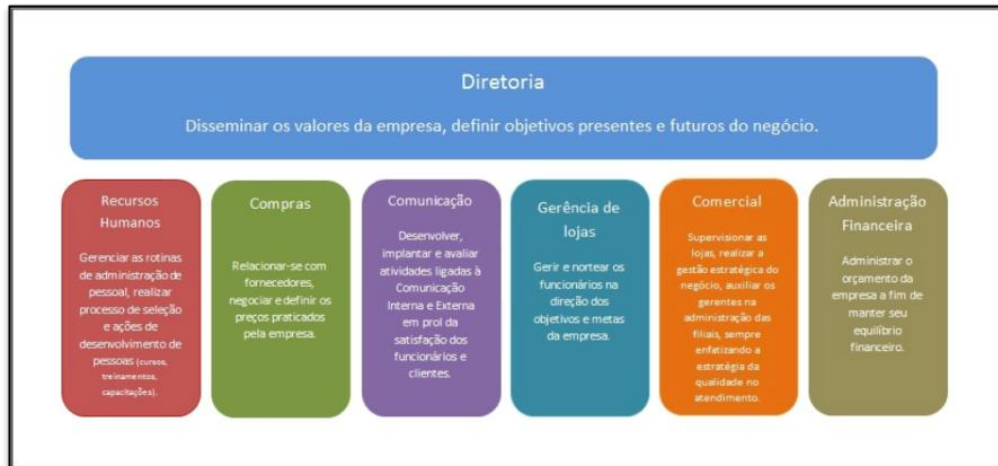 Diretoria
Disseminar os valores da empresa, definir objetivos presentes e futuros do negócio.
Recursos
Humanos
Gerenciar as rotinas
de administração de
pessoal, realizar
processo de seleção
e ações de
desenvolvimento de
pessoas (cursos,
treinamentos,
capacitações).
Compras
Relacionar-se com
fornecedores,
negociar e definir os
preços praticados
pela empresa.
Comunicação
Desenvolver,
implantar e avaliar
atividades ligadas à
Comunicação
Interna e Externa
em prol da
satisfação dos
funcionários e
clientes.
Gerência de
lojas
Gerir e nortear os
funcionários na
direção dos
objetivos e metas
da empresa.
Comercial
Supervisionar as
lojas, realizar a
gestão estratégica do
negócio, auxiliar os
gerentes na
administração das
filiais, sempre
enfatizando a
estratégia da
qualidade no
atendimento.
Administração
Financeira
Administrar o
orçamento da
empresa a fim de
manter seu
equilíbrio
financeiro.